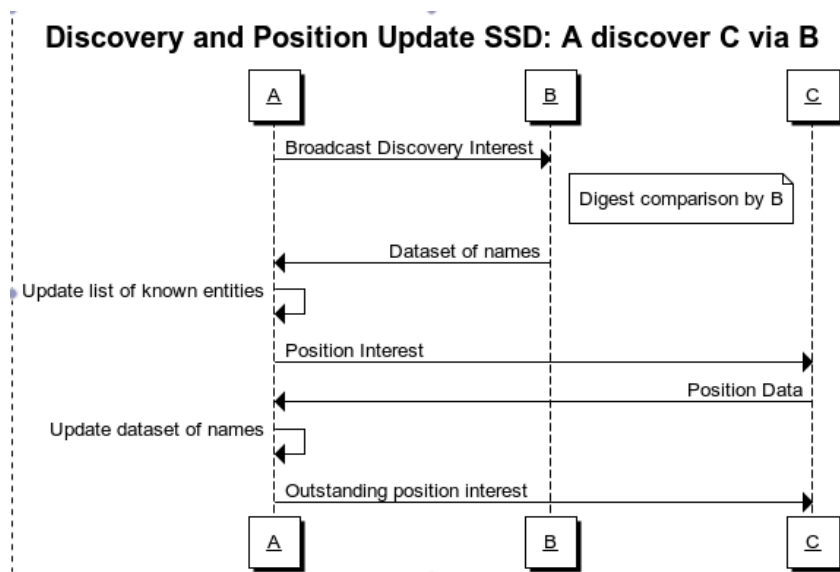 Discovery and Position Update SSD: A discover C via B
A B C
Broadcast Discovery Interest
Digest comparison by B
Dataset of names
Update list of known entities
Position Interest
Position Data
Update dataset of names
Outstanding position interest
A B C